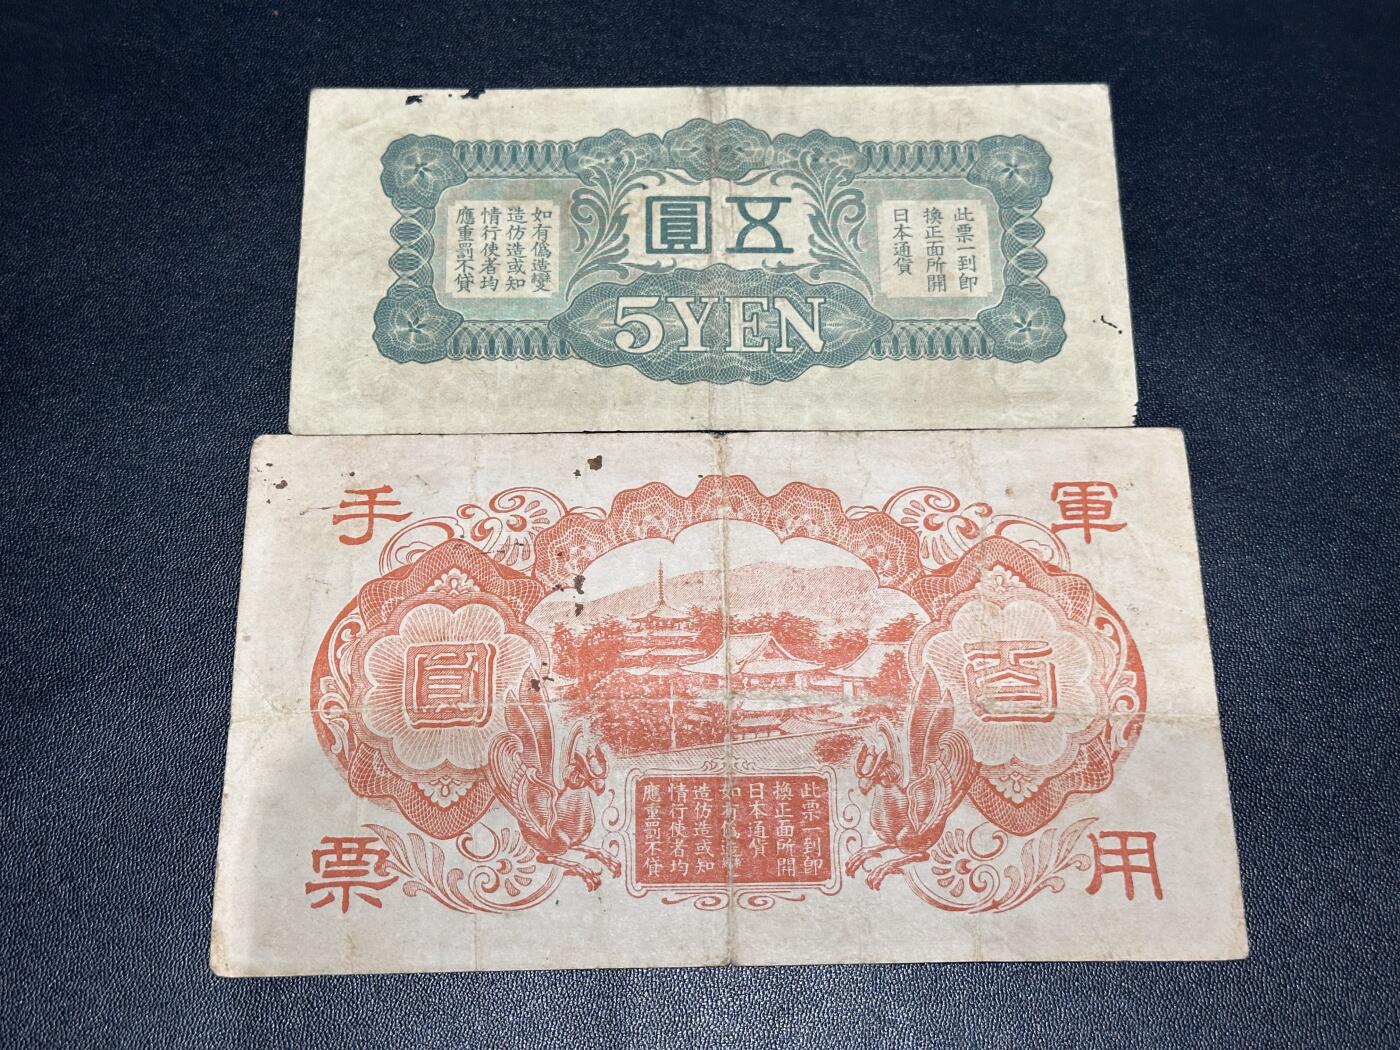 五圓
5YEN
此票一到卽
換正面所開
日本通貨
如有僞造變
造仿造或知
情行使者均
應重罰不貸
軍用
手票
百圓
此票一到卽
換正面所開
日本通貨
如有僞造變
造仿造或知
情行使者均
應重罰不貸